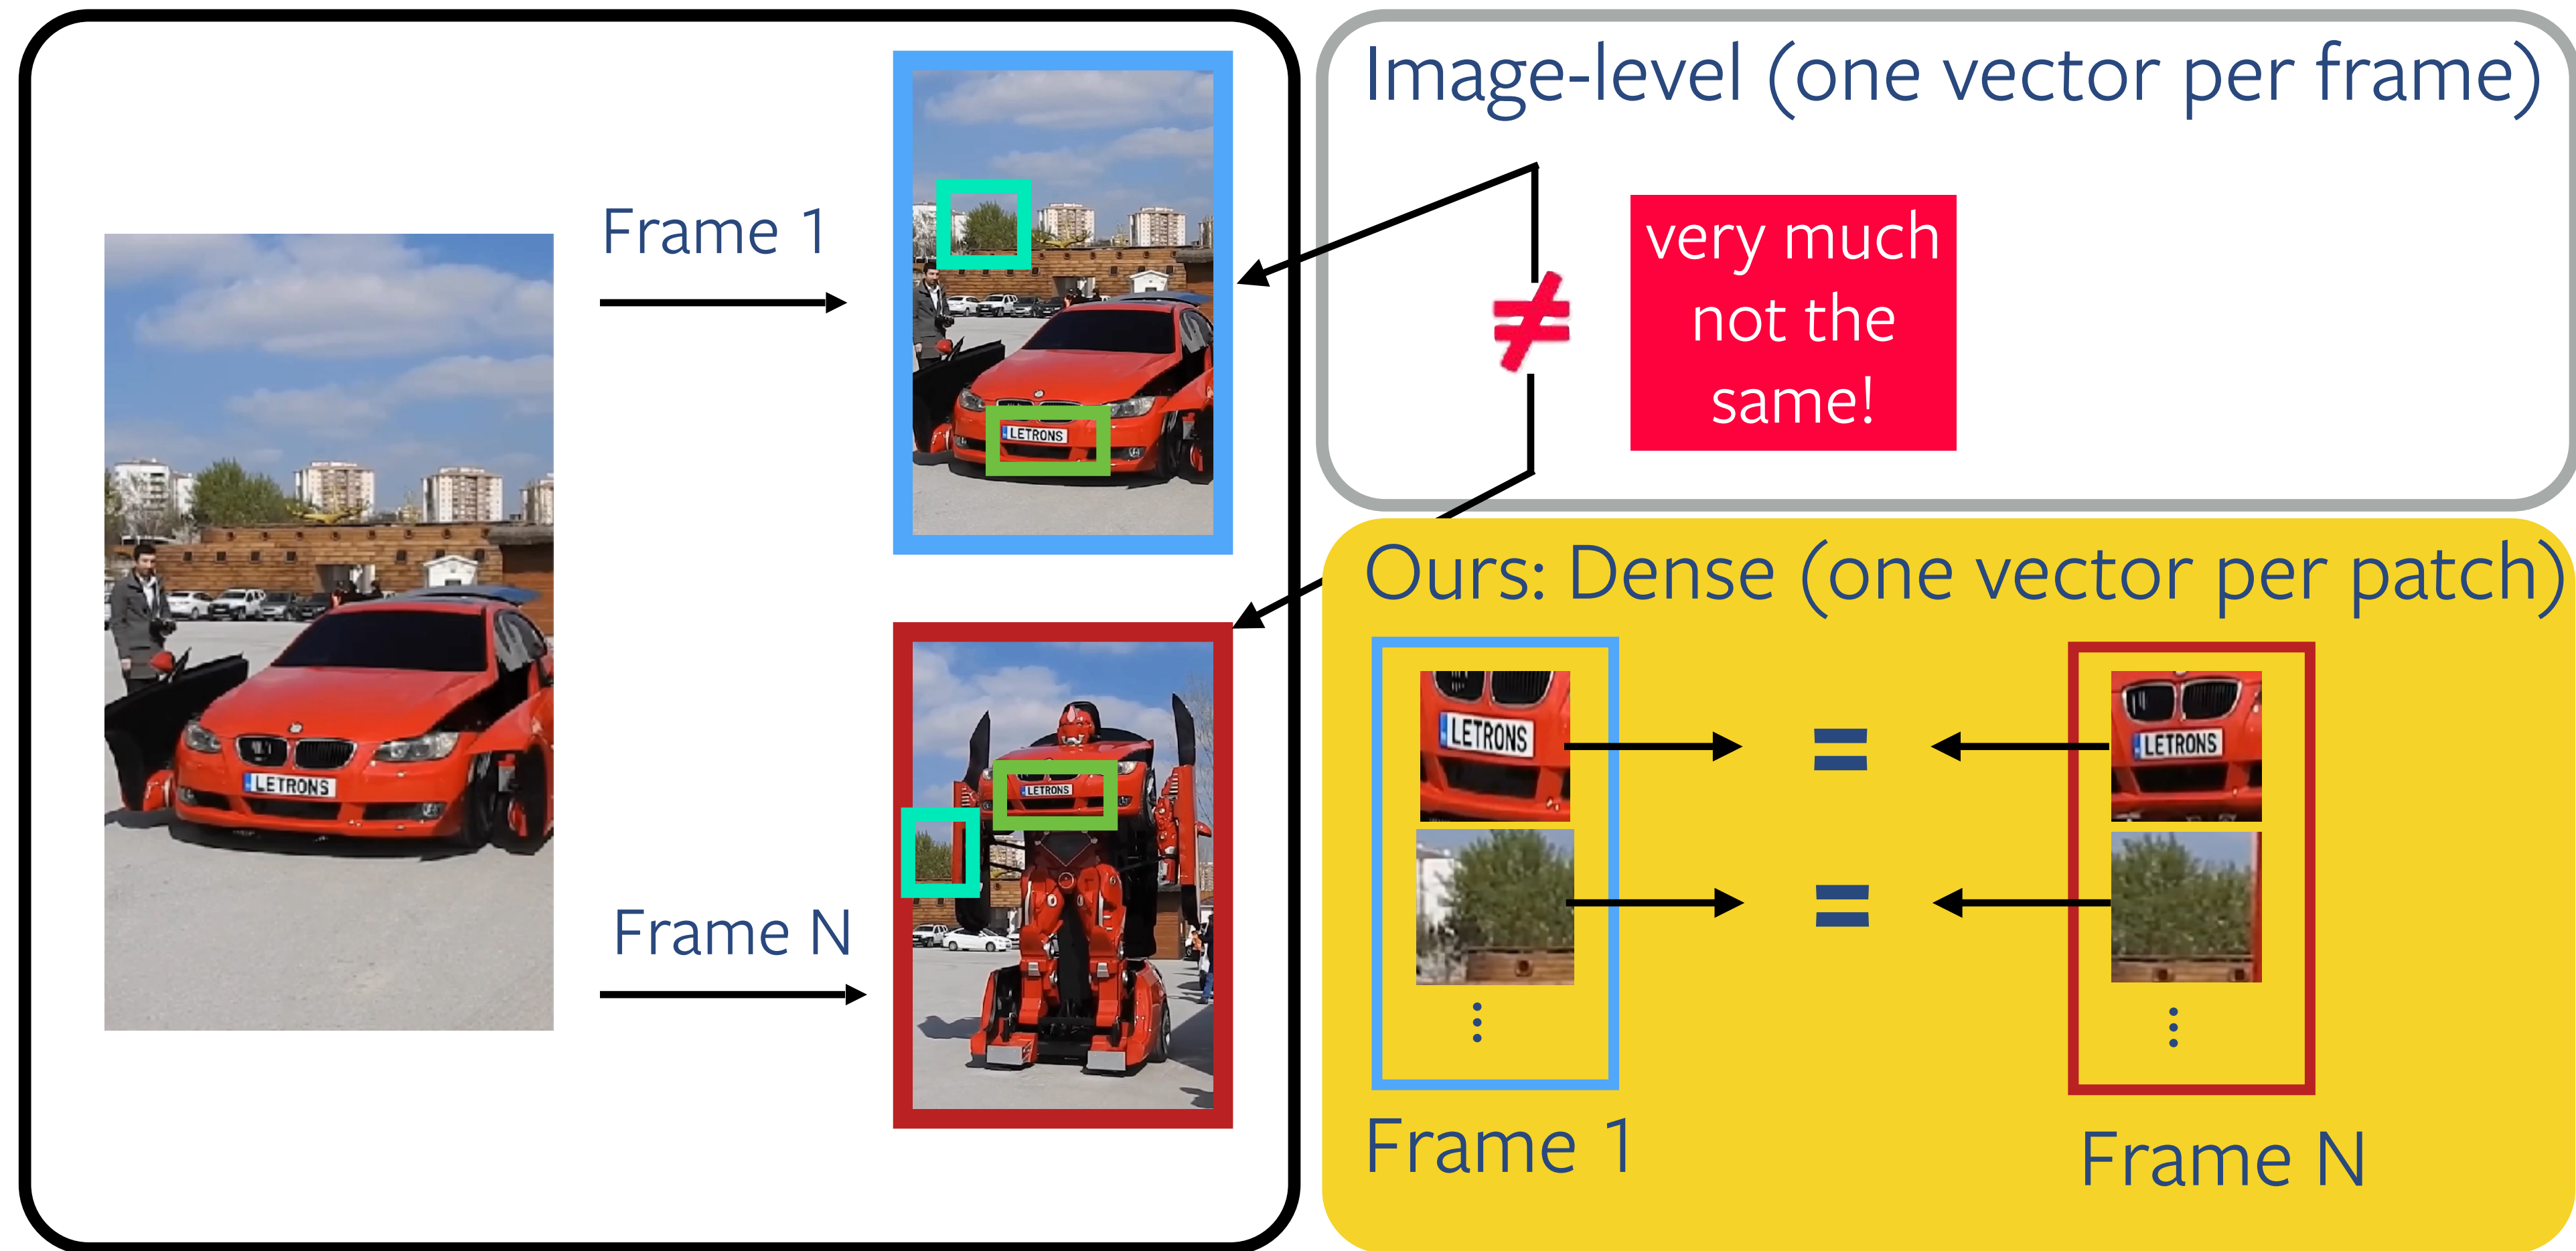 Frame 1
LETRONS
LETRONS
Frame N
LETRONS
Image-level (one vector per frame)
≠
very much
not the
same!
Ours: Dense (one vector per patch)
LETRONS
=
LETRONS
=
Frame 1
Frame N